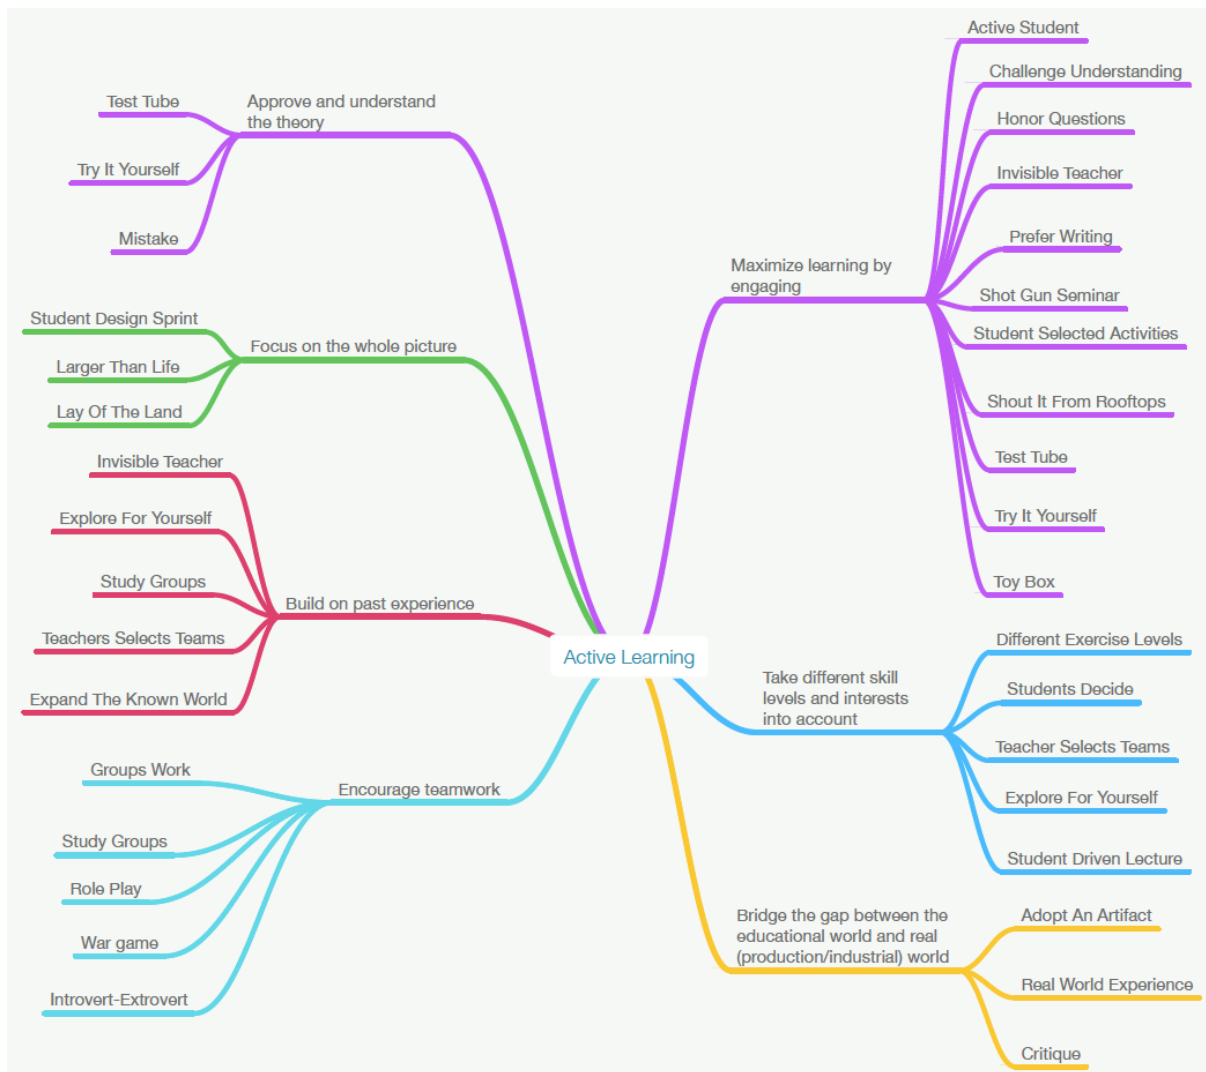 Active Learning
Approve and understand
the theory
Test Tube
Try It Yourself
Mistake
Focus on the whole picture
Student Design Sprint
Larger Than Life
Lay Of The Land
Build on past experience
Invisible Teacher
Explore For Yourself
Study Groups
Teachers Selects Teams
Expand The Known World
Encourage teamwork
Groups Work
Study Groups
Role Play
War game
Introvert-Extrovert
Maximize learning by
engaging
Active Student
Challenge Understanding
Honor Questions
Invisible Teacher
Prefer Writing
Shot Gun Seminar
Student Selected Activities
Shout It From Rooftops
Test Tube
Try It Yourself
Toy Box
Take different skill
levels and interests
into account
Different Exercise Levels
Students Decide
Teacher Selects Teams
Explore For Yourself
Student Driven Lecture
Bridge the gap between the
educational world and real
(production/industrial) world
Adopt An Artifact
Real World Experience
Critique